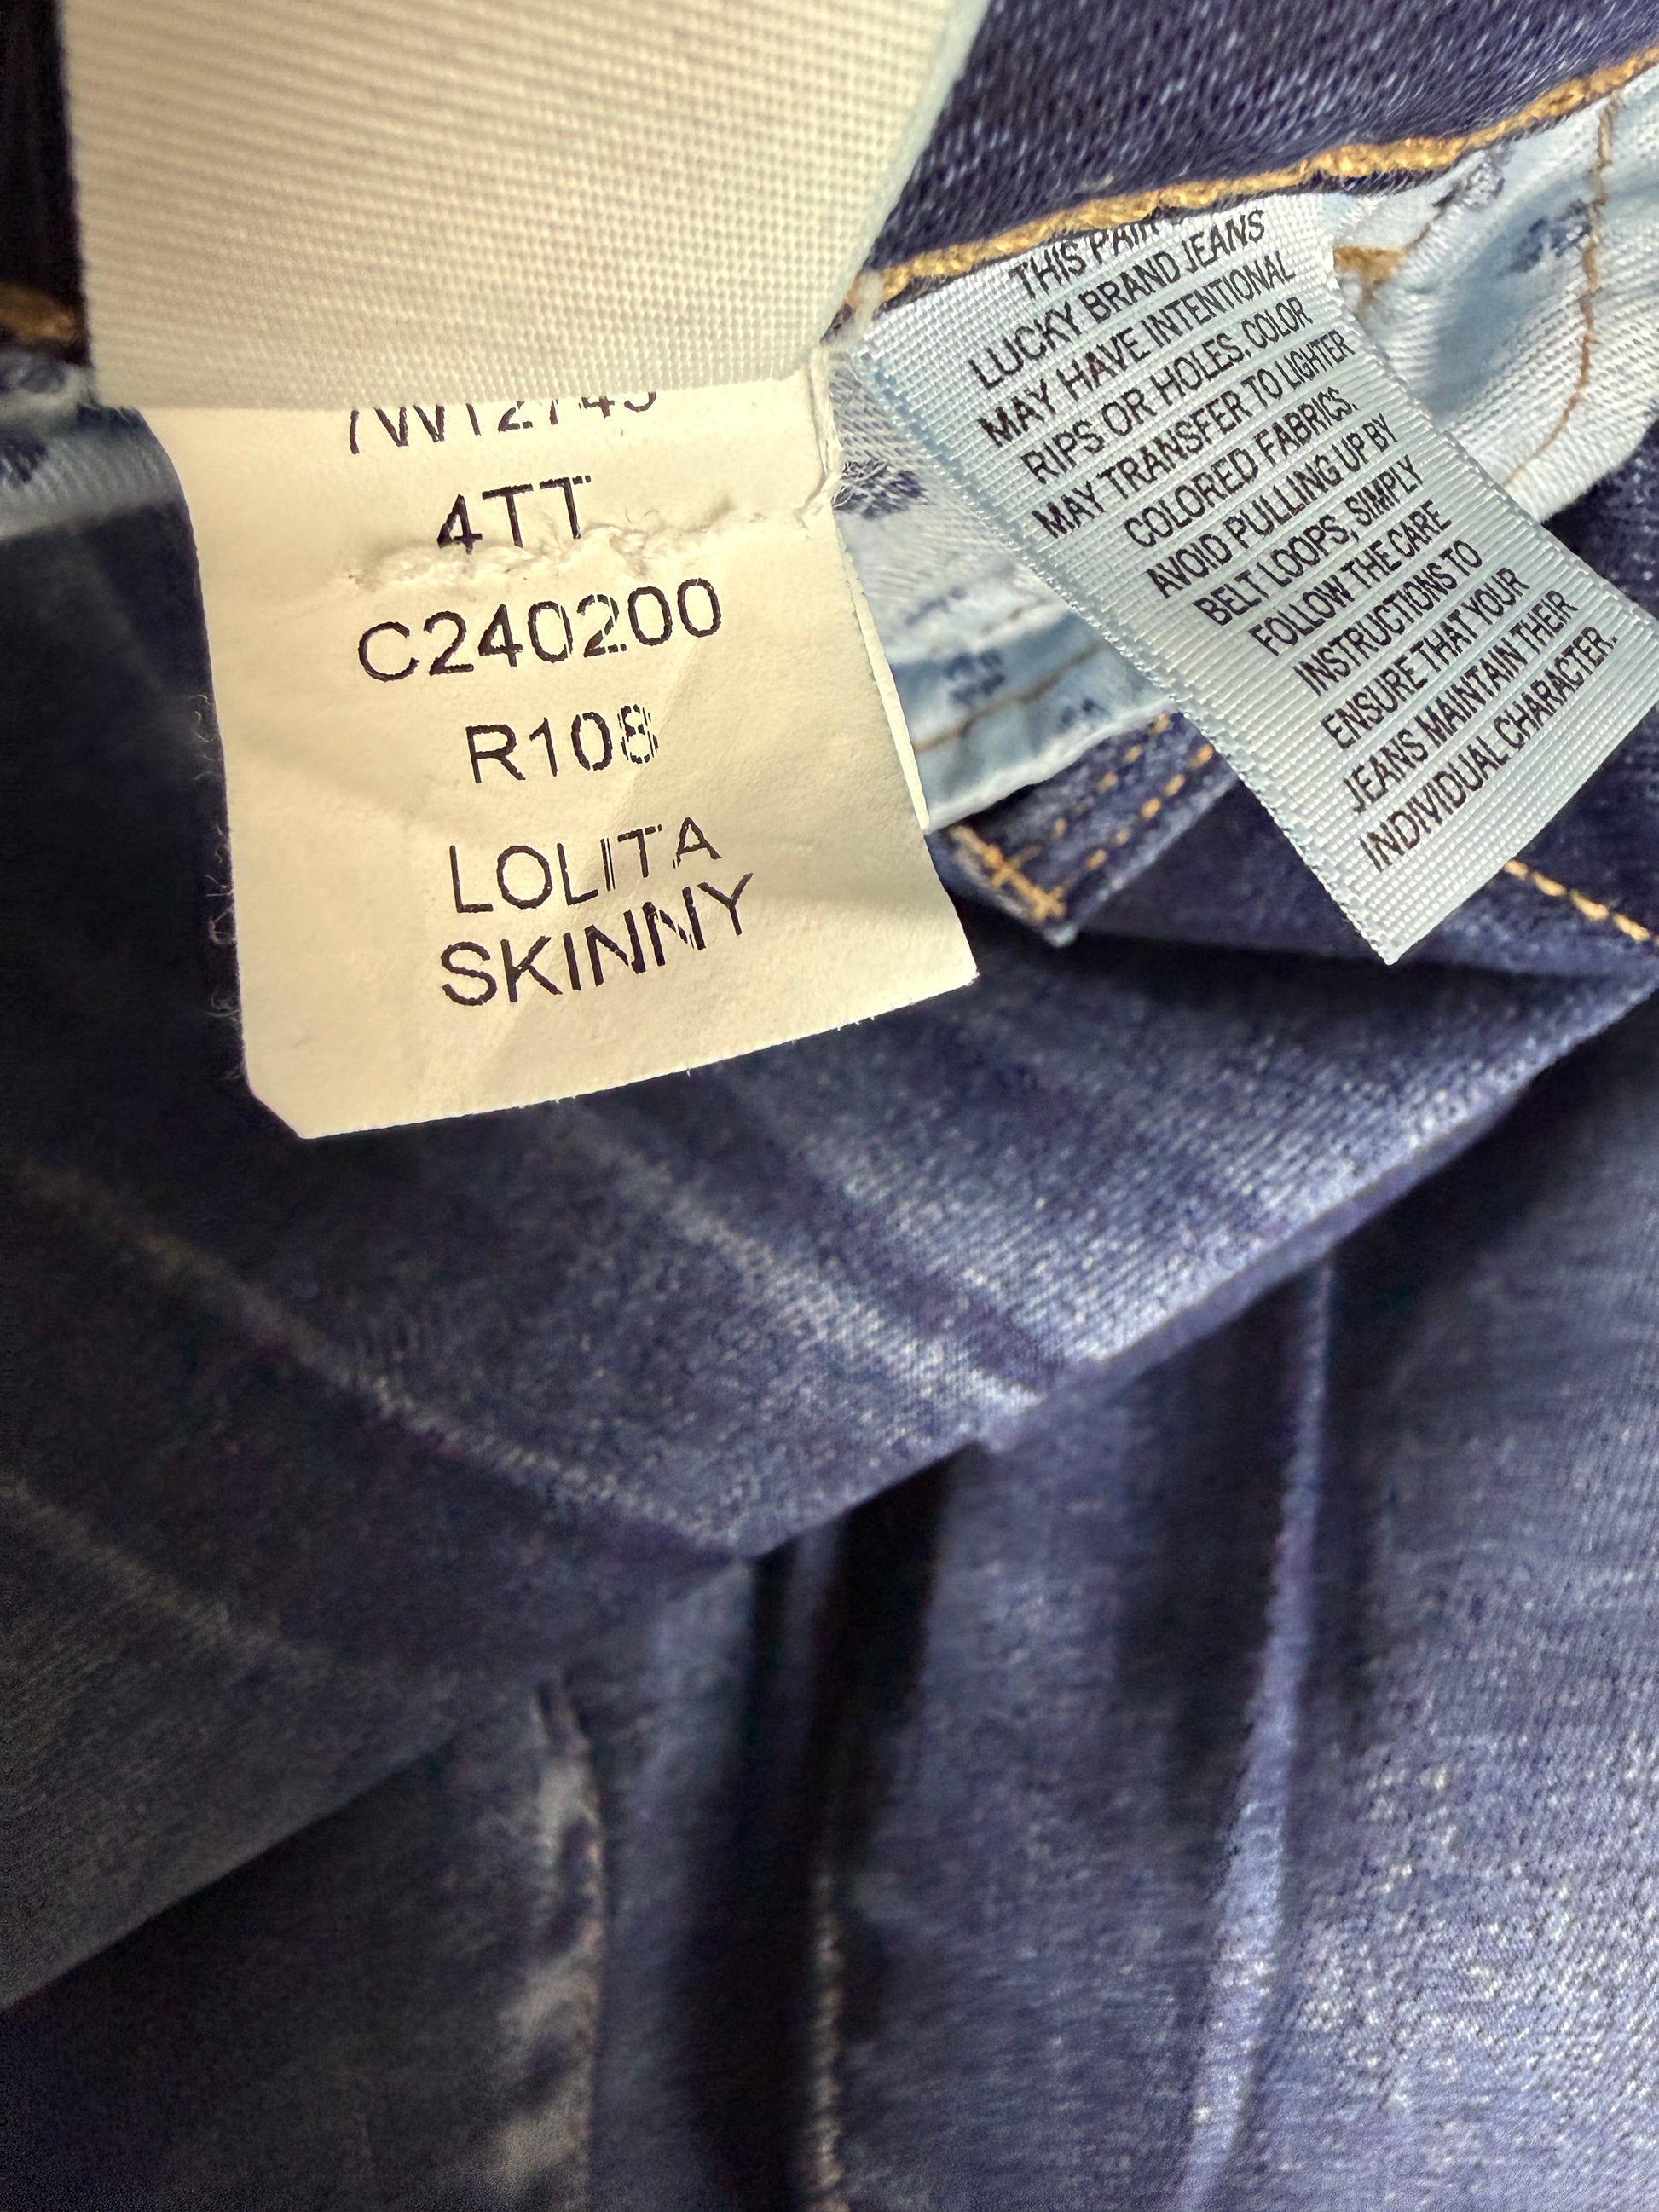 7W12745
4TT
C240200
R108
LOLITA
SKINNY
THIS PAIR
LUCKY BRAND JEANS
MAY HAVE INTENTIONAL
RIPS OR HOLES. COLOR
MAY TRANSFER TO LIGHTER
COLORED FABRICS.
AVOID PULLING UP BY
BELT LOOPS, SIMPLY
FOLLOW THE CARE
INSTRUCTIONS TO
ENSURE THAT YOUR
JEANS MAINTAIN THEIR
INDIVIDUAL CHARACTER.